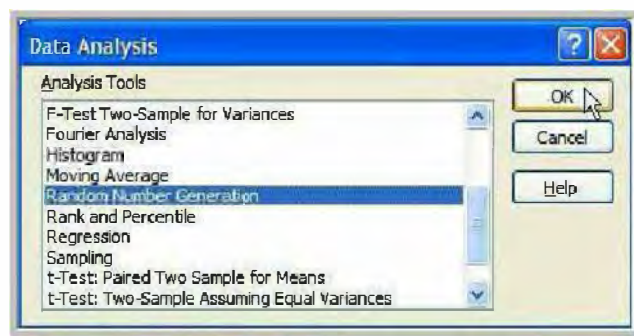 Data Analysis
Analysis Tools
F-Test Two-Sample for Variances
Fourier Analysis
Histogram
Moving Average
Random Number Generation
Rank and Percentile
Regression
Sampling
t-Test: Paired Two Sample for Means
t-Test: Two-Sample Assuming Equal Variances
OK
Cancel
Help